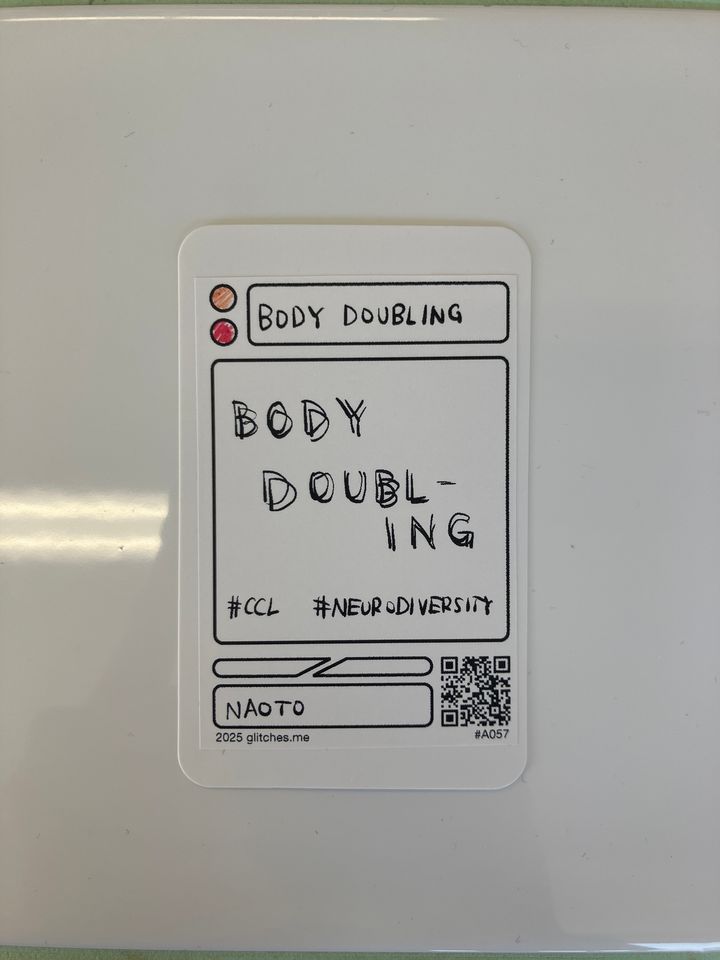 BODY DOUBLING
BODY
DOUBL-
ING
#CCL #NEURODIVERSITY
NAOTO
2025 glitches.me
#A057